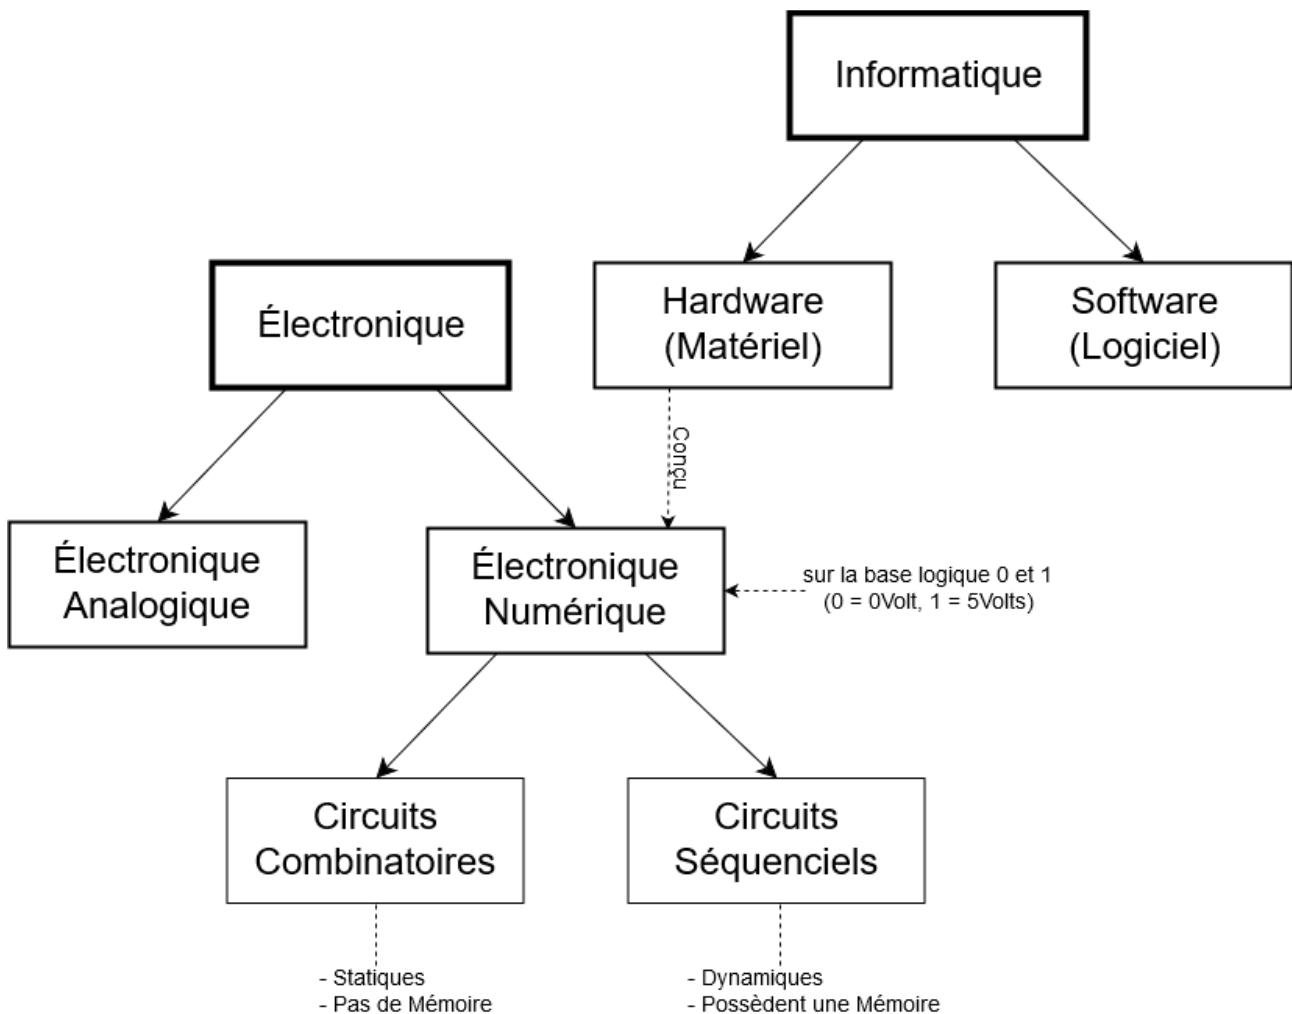 Informatique
Électronique
Hardware
(Matériel)
Software
(Logiciel)
Conçu
Électronique
Analogique
Électronique
Numérique
sur la base logique 0 et 1
(0 = 0Volt, 1 = 5Volts)
Circuits
Combinatoires
Circuits
Séquenciels
- Statiques
- Pas de Mémoire
- Dynamiques
- Possèdent une Mémoire